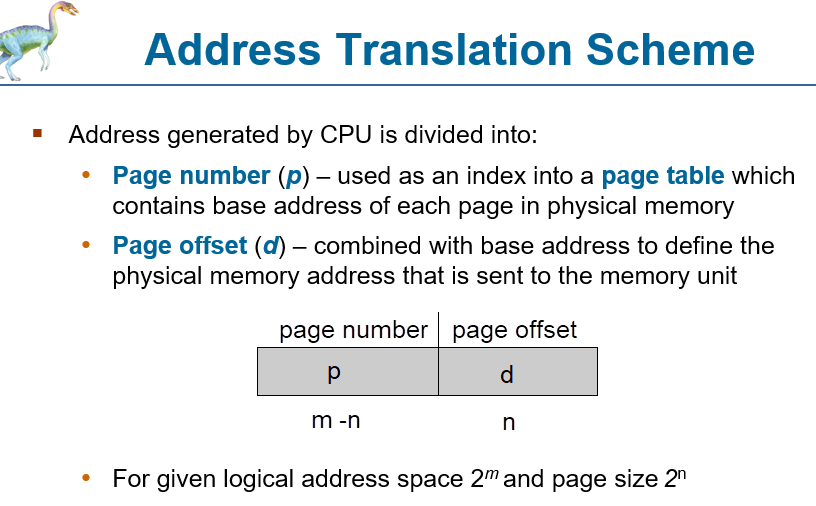 Address Translation Scheme
▪ Address generated by CPU is divided into:
• Page number (p) – used as an index into a page table which
contains base address of each page in physical memory
• Page offset (d) – combined with base address to define the
physical memory address that is sent to the memory unit
page number page offset
p d
m -n n
• For given logical address space 2ᵐ and page size 2ⁿ